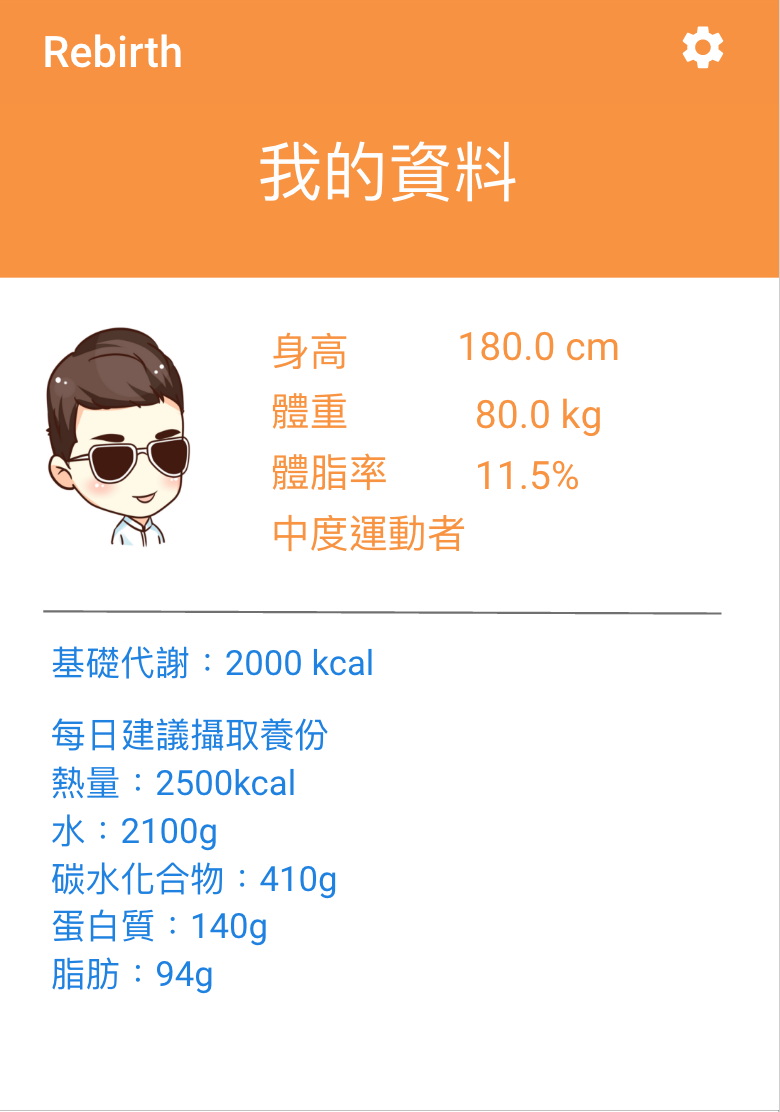 Rebirth
我的資料
身高 180.0 cm
體重 80.0 kg
體脂率 11.5%
中度運動者
基礎代謝：2000 kcal
每日建議攝取養份
熱量：2500kcal
水：2100g
碳水化合物：410g
蛋白質：140g
脂肪：94g